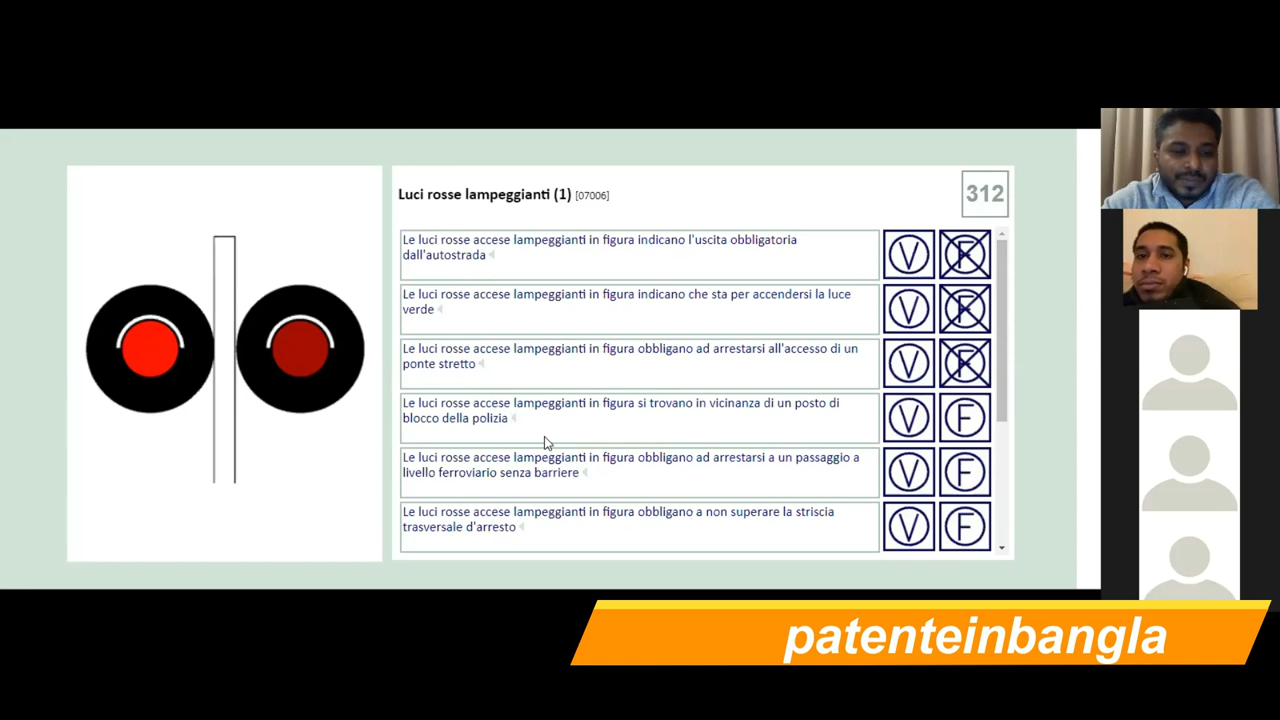 Luci rosse lampeggianti (1) [07006]
312
Le luci rosse accese lampeggianti in figura indicano l'uscita obbligatoria
dall'autostrada
V F
Le luci rosse accese lampeggianti in figura indicano che sta per accendersi la luce
verde
V F
Le luci rosse accese lampeggianti in figura obbligano ad arrestarsi all'accesso di un
ponte stretto
V F
Le luci rosse accese lampeggianti in figura si trovano in vicinanza di un posto di
blocco della polizia
V F
Le luci rosse accese lampeggianti in figura obbligano ad arrestarsi a un passaggio a
livello ferroviario senza barriere
V F
Le luci rosse accese lampeggianti in figura obbligano a non superare la striscia
trasversale d'arresto
V F
patenteinbangla